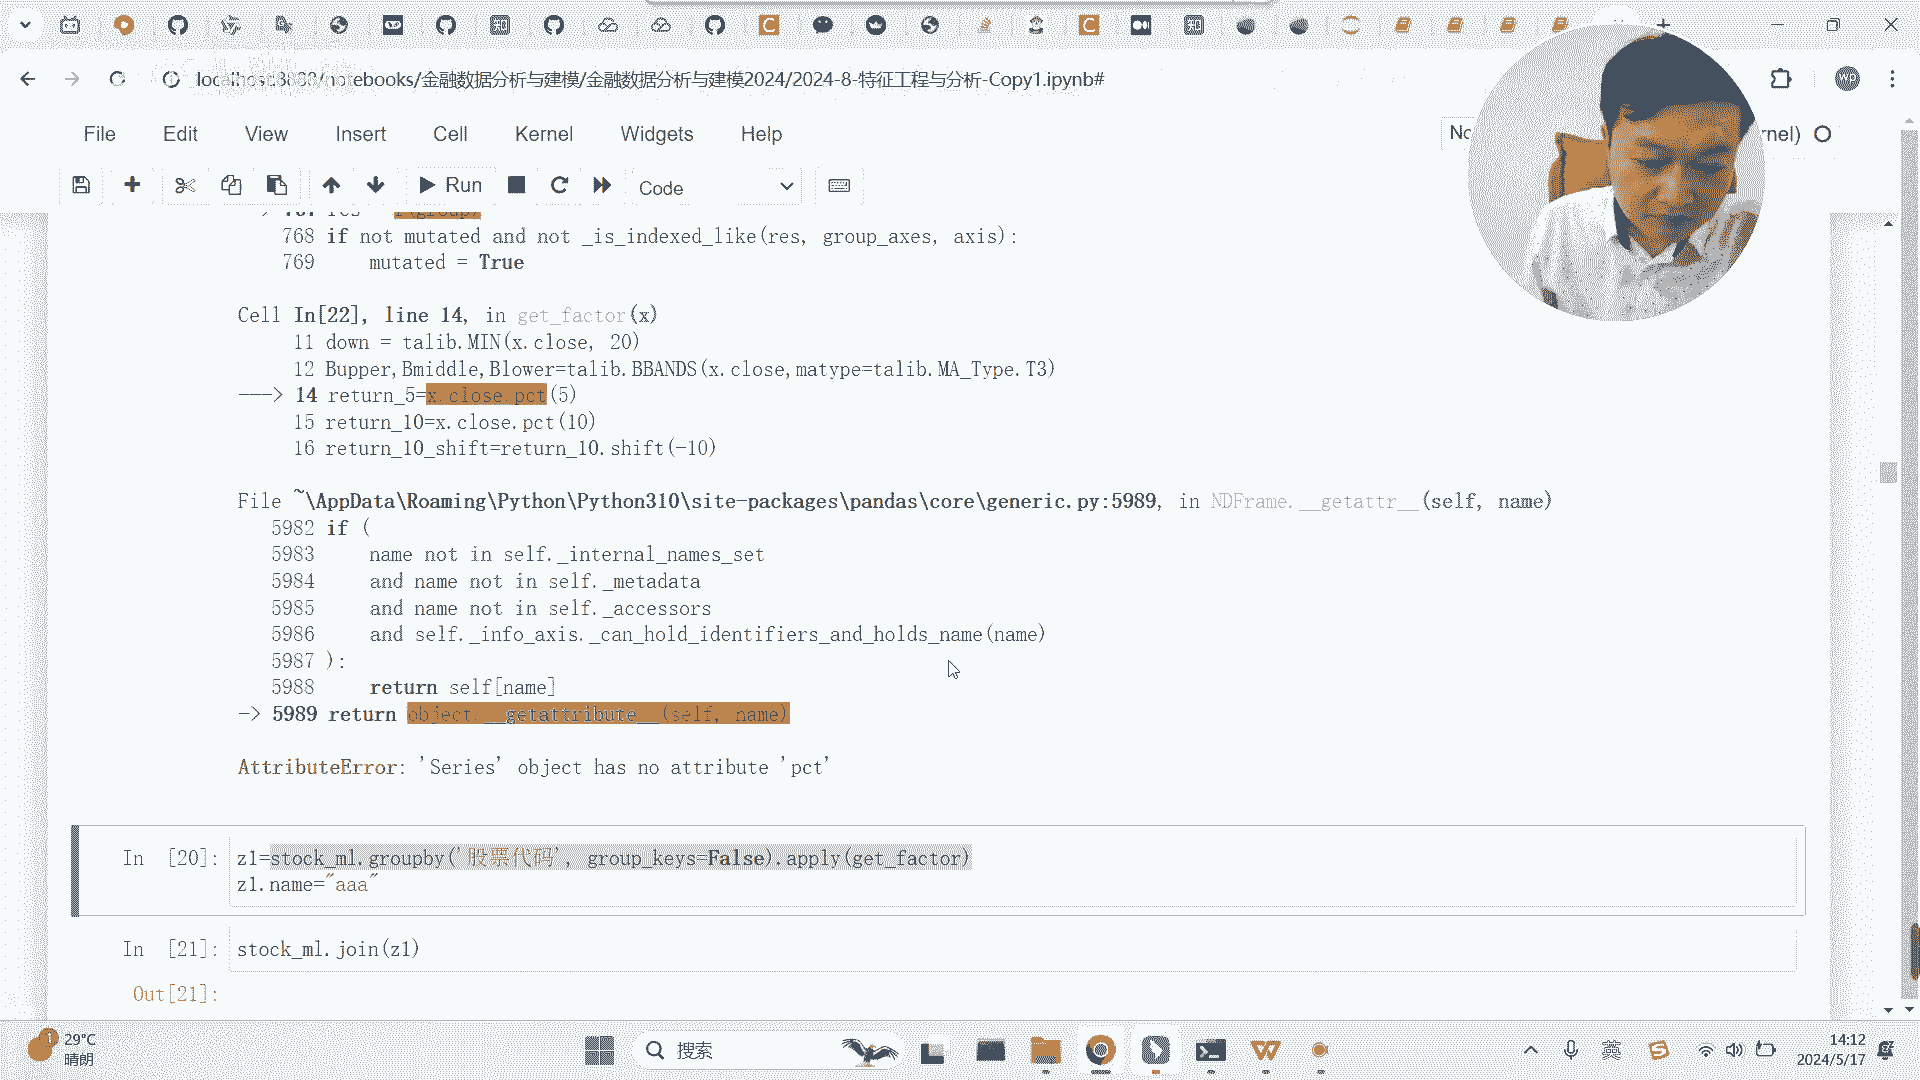 localhost:8888/notebooks/金融数据分析与建模/金融数据分析与建模2024/2024-8-特征工程与分析-Copy1.ipynb#
wp
File Edit View Insert Cell Kernel Widgets Help
Run
Code
768 if not mutated and not _is_indexed_like(res, group_axes, axis):
769 mutated = True
Cell In[22], line 14, in get_factor(x)
11 down = talib.MIN(x.close, 20)
12 Bupper,Bmiddle,Blower=talib.BBANDS(x.close,matype=talib.MA_Type.T3)
---> 14 return_5=x.close.pct(5)
15 return_10=x.close.pct(10)
16 return_10_shift=return_10.shift(-10)
File ~\AppData\Roaming\Python\Python310\site-packages\pandas\core\generic.py:5989, in NDFrame.__getattr__(self, name)
5982 if (
5983 name not in self._internal_names_set
5984 and name not in self._metadata
5985 and name not in self._accessors
5986 and self._info_axis._can_hold_identifiers_and_holds_name(name)
5987 ):
5988 return self[name]
-> 5989 return object.__getattribute__(self, name)
AttributeError: 'Series' object has no attribute 'pct'
In [20]: z1=stock_ml.groupby('股票代码', group_keys=False).apply(get_factor)
z1.name="aaa"
In [21]: stock_ml.join(z1)
Out[21]:
29°C
晴朗
搜索
英
14:12
2024/5/17